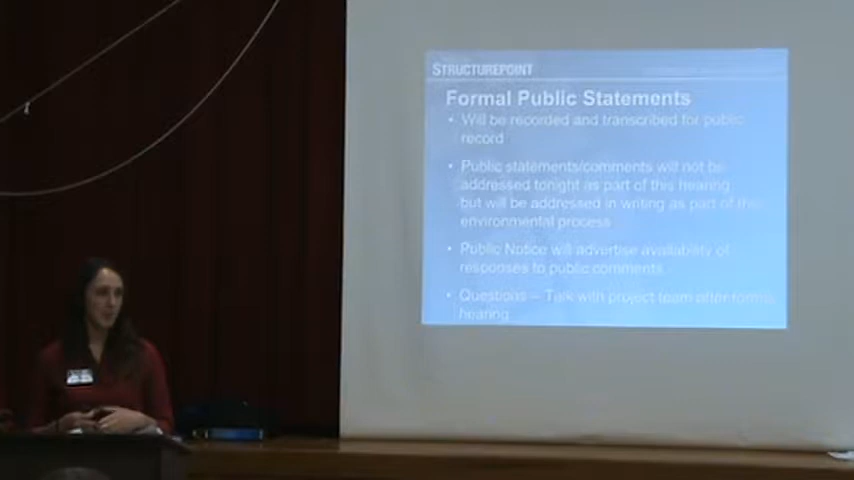 STRUCTUREPOINT
Formal Public Statements
• Will be recorded and transcribed for public
record
• Public statements/comments will not be
addressed tonight as part of this hearing
but will be addressed in writing as part of the
environmental process
• Public Notice will advertise availability of
responses to public comments
• Questions – Talk with project team after formal
hearing